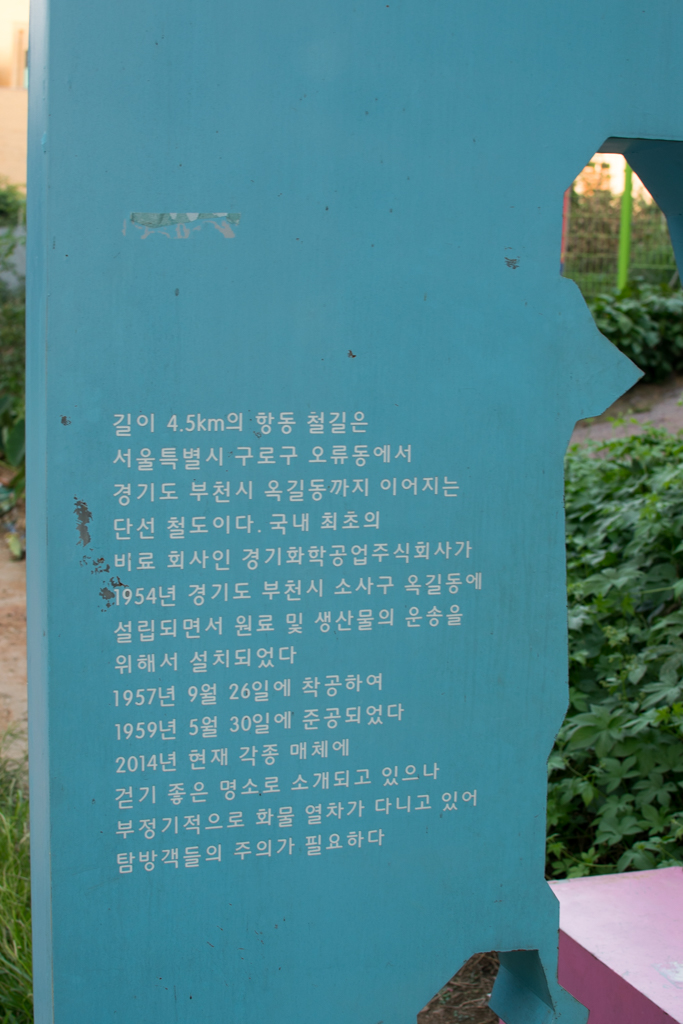 길이 4.5km의 항동 철길은
서울특별시 구로구 오류동에서
경기도 부천시 옥길동까지 이어지는
단선 철도이다. 국내 최초의
비료 회사인 경기화학공업주식회사가
1954년 경기도 부천시 소사구 옥길동에
설립되면서 원료 및 생산물의 운송을
위해서 설치되었다
1957년 9월 26일에 착공하여
1959년 5월 30일에 준공되었다
2014년 현재 각종 매체에
걷기 좋은 명소로 소개되고 있으나
부정기적으로 화물 열차가 다니고 있어
탐방객들의 주의가 필요하다